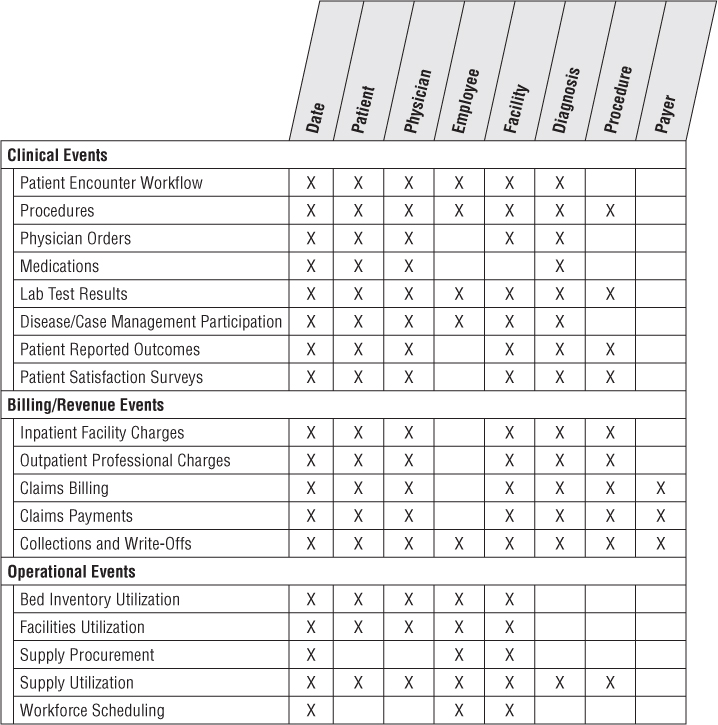 Date Patient Physician Employee Facility Diagnosis Procedure Payer
Clinical Events
Patient Encounter Workflow X X X X X X
Procedures X X X X X X X
Physician Orders X X X X X
Medications X X X X
Lab Test Results X X X X X X X
Disease/Case Management Participation X X X X X X
Patient Reported Outcomes X X X X X X
Patient Satisfaction Surveys X X X X X X
Billing/Revenue Events
Inpatient Facility Charges X X X X X X
Outpatient Professional Charges X X X X X X
Claims Billing X X X X X X X
Claims Payments X X X X X X X
Collections and Write-Offs X X X X X X X X
Operational Events
Bed Inventory Utilization X X X X X
Facilities Utilization X X X X X
Supply Procurement X X X
Supply Utilization X X X X X X X
Workforce Scheduling X X X